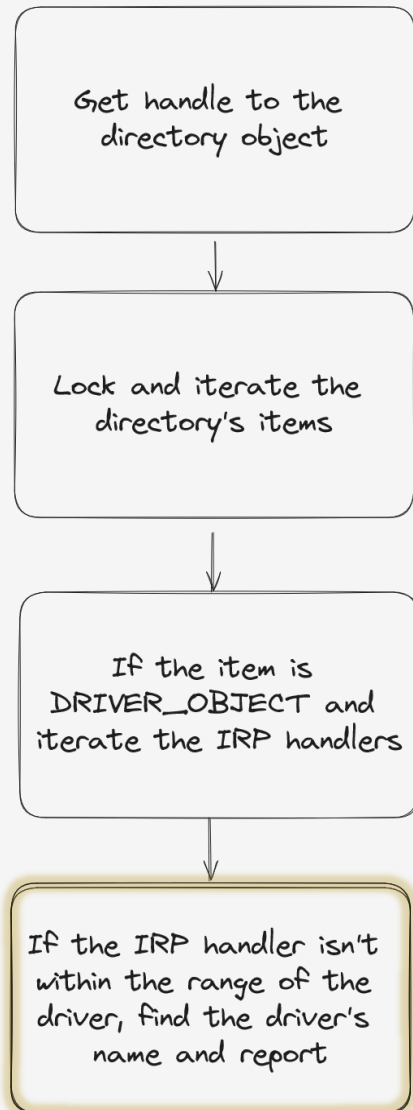 Get handle to the
directory object
Lock and iterate the
directory's items
If the item is
DRIVER_OBJECT and
iterate the IRP handlers
If the IRP handler isn't
within the range of the
driver, find the driver's
name and report